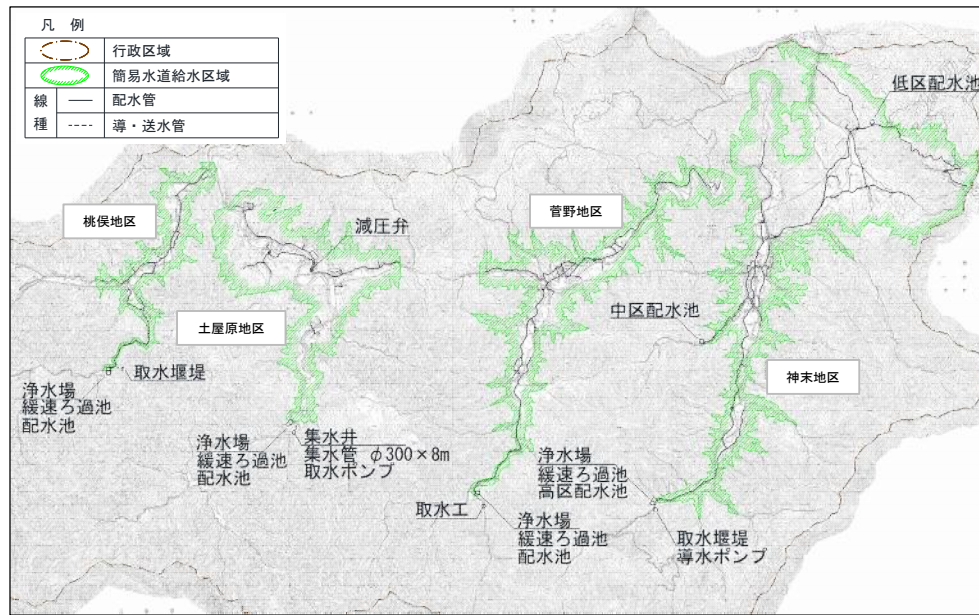 凡 例
行政区域
簡易水道給水区域
線種
配水管
導・送水管
低区配水池
桃俣地区
減圧弁
菅野地区
土屋原地区
中区配水池
神末地区
取水堰堤
浄水場
緩速ろ過池
配水池
浄水場
緩速ろ過池
配水池
集水井
集水管 φ300×8m
取水ポンプ
取水工
浄水場
緩速ろ過池
配水池
浄水場
緩速ろ過池
高区配水池
取水堰堤
導水ポンプ